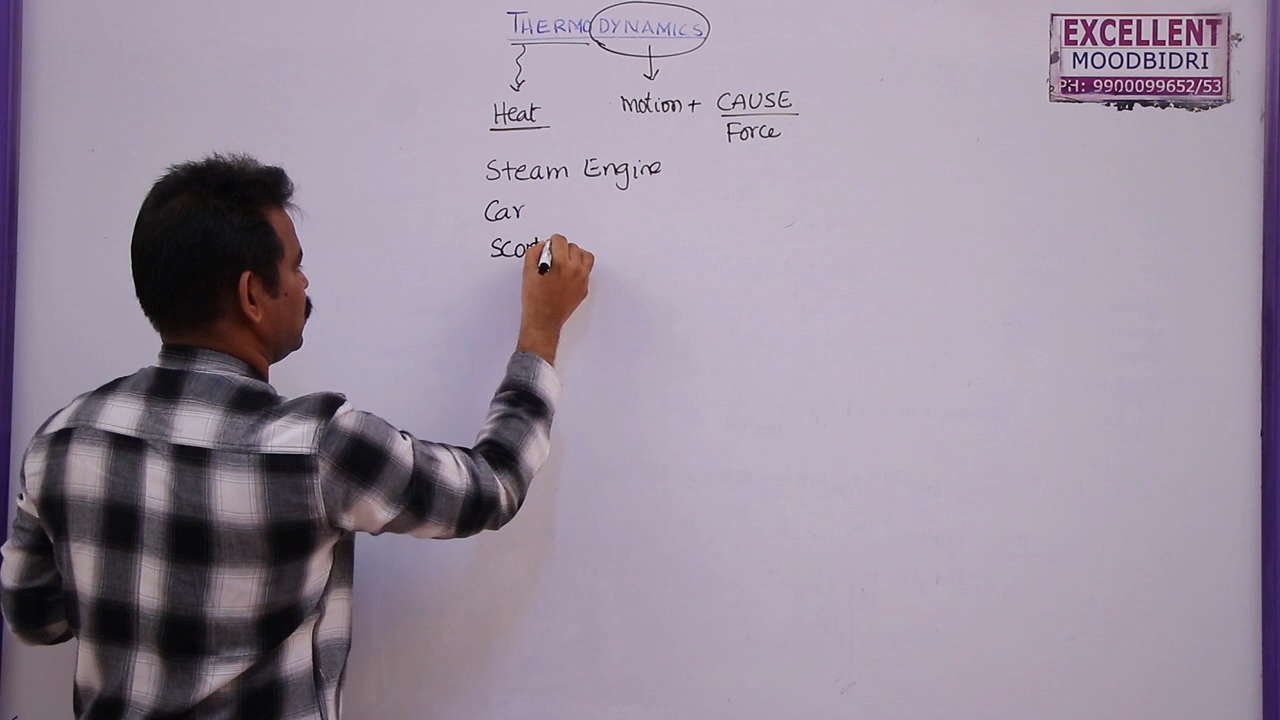 THERMODYNAMICS
Heat
motion + CAUSE
Force
Steam Engine
Car
EXCELLENT
MOODBIDRI
PH: 9900099652/53